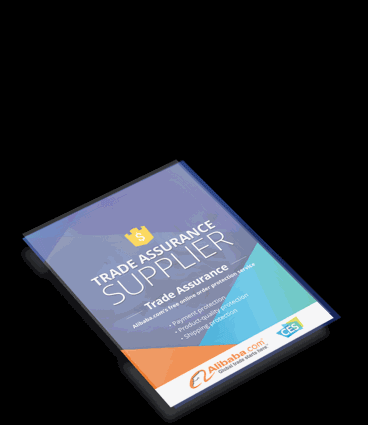 $
TRADE ASSURANCE
SUPPLIER
Trade Assurance
Alibaba.com's free online order protection service
• Payment protection
• Product-quality protection
• Shipping protection
Alibaba.com
Global trade starts here.™
CES